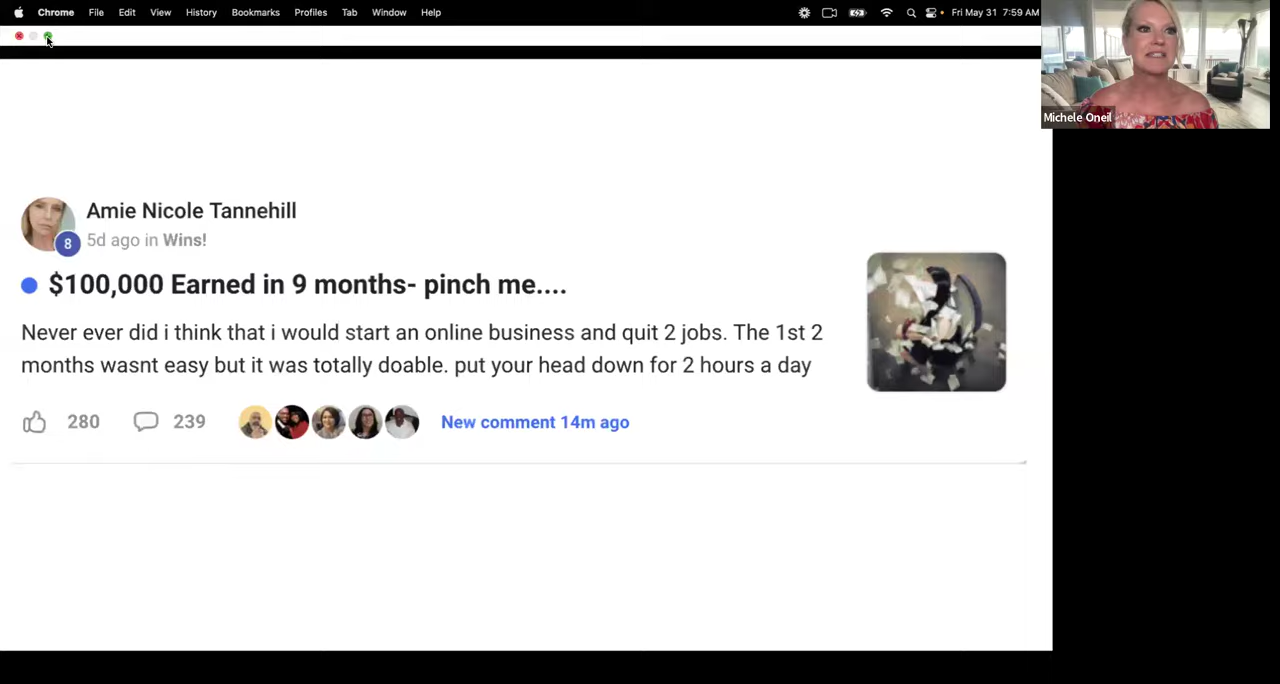 Chrome File Edit View History Bookmarks Profiles Tab Window Help Fri May 31 7:59 AM
Michele Oneil
Amie Nicole Tannehill
8
5d ago in Wins!
$100,000 Earned in 9 months- pinch me....
Never ever did i think that i would start an online business and quit 2 jobs. The 1st 2
months wasnt easy but it was totally doable. put your head down for 2 hours a day
280 239 New comment 14m ago